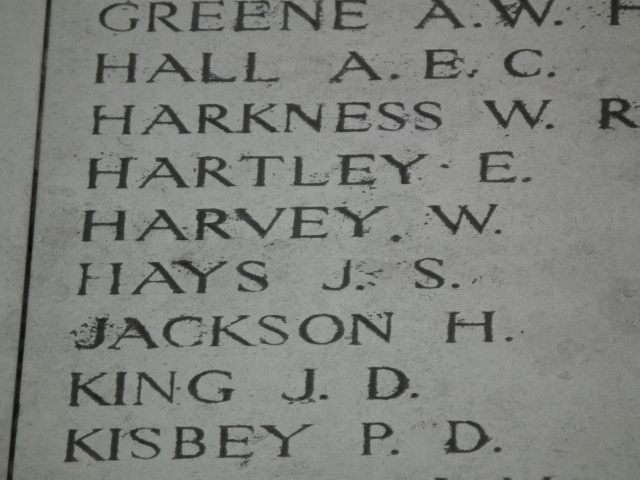 GREENE A.W. H
HALL A. E. C.
HARKNESS W. R
HARTLEY E.
HARVEY. W.
HAYS J. S.
JACKSON H.
KING J. D.
KISBEY P. D.